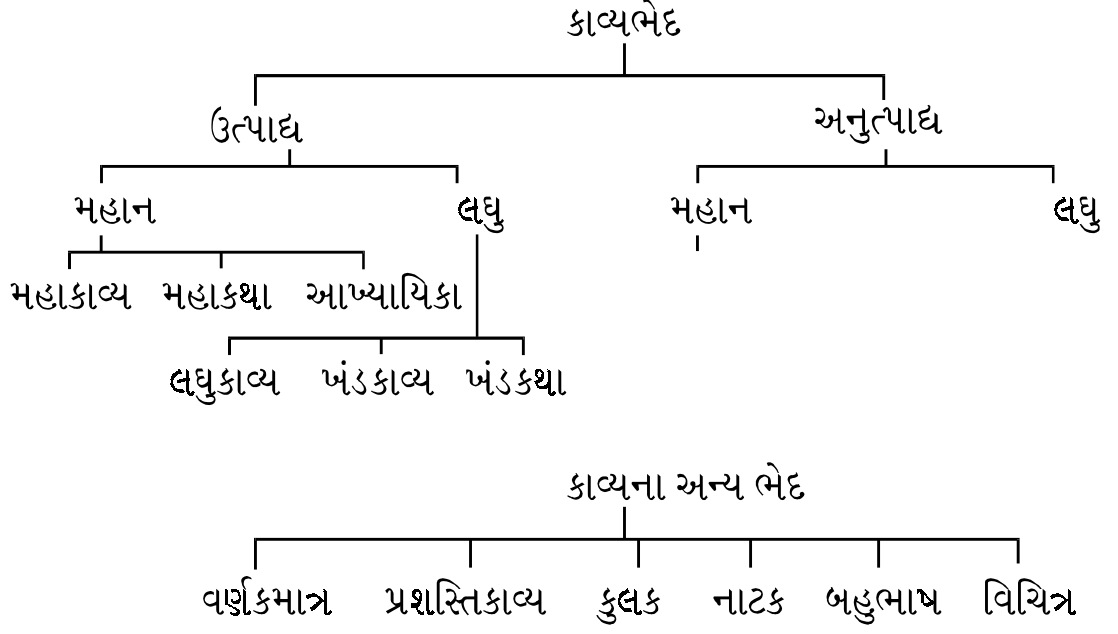 કાવ્યભેદ
ઉત્પાદ્ય અનુત્પાદ્ય
મહાન લઘુ મહાન લઘુ
મહાકાવ્ય મહાકથા આખ્યાયિકા
લઘુકાવ્ય ખંડકાવ્ય ખંડકથા
કાવ્યના અન્ય ભેદ
વર્ણકમાત્ર પ્રશસ્તિકાવ્ય કુલક નાટક બહુભાષ વિચિત્ર